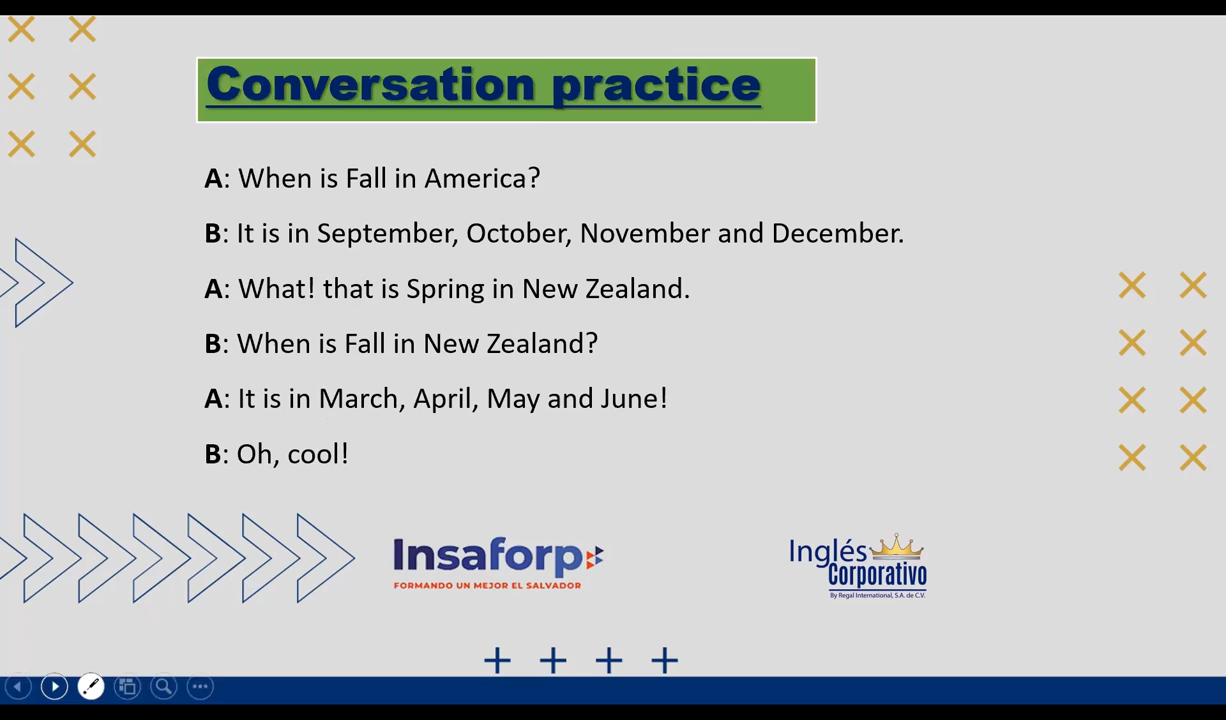 Conversation practice
A: When is Fall in America?
B: It is in September, October, November and December.
A: What! that is Spring in New Zealand.
B: When is Fall in New Zealand?
A: It is in March, April, May and June!
B: Oh, cool!
Insaforp
FORMANDO UN MEJOR EL SALVADOR
Inglés
Corporativo
By Regal International, S.A. de C.V.